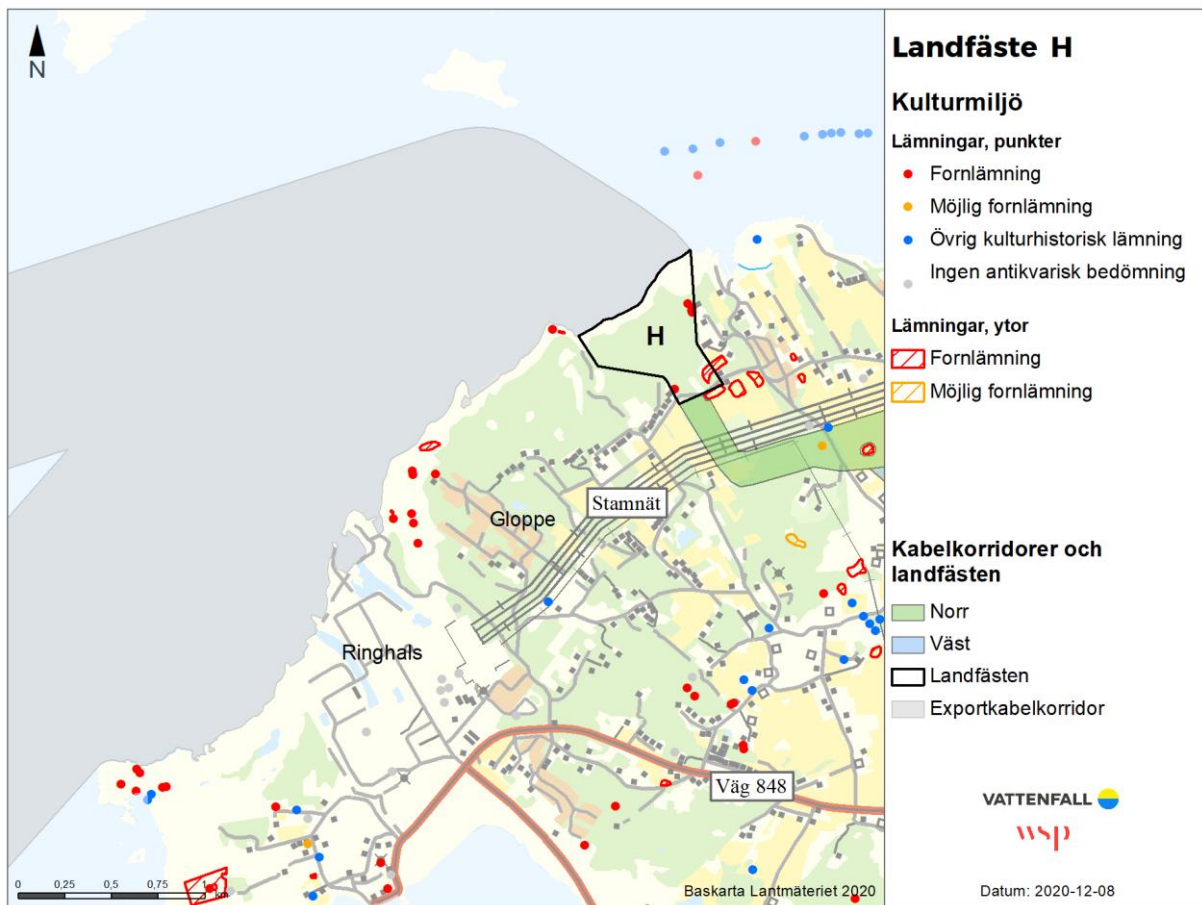 N
H
Stamnät
Gloppe
Ringhals
Väg 848
0 0,25 0,5 0,75 1
km
Baskarta Lantmäteriet 2020
Landfäste H
Kulturmiljö
Lämningar, punkter
Fornlämning
Möjlig fornlämning
Övrig kulturhistorisk lämning
Ingen antikvarisk bedömning
Lämningar, ytor
Fornlämning
Möjlig fornlämning
Kabelkorridorer och
landfästen
Norr
Väst
Landfästen
Exportkabelkorridor
VATTENFALL
wsp
Datum: 2020-12-08